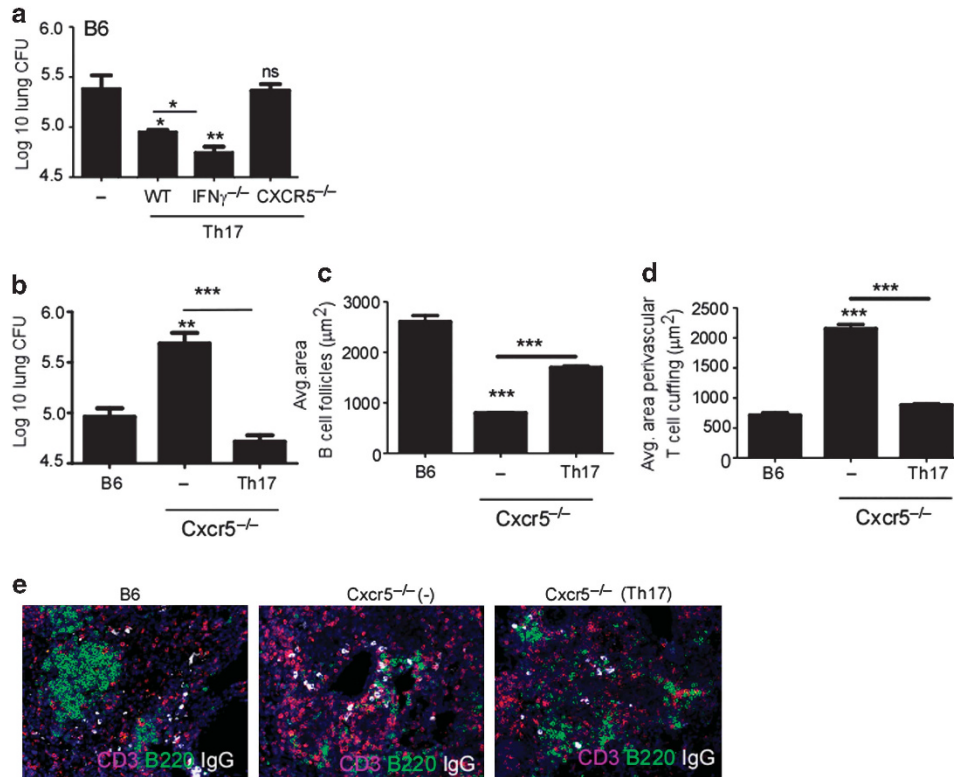 a
B6
Log 10 lung CFU
6.0
5.5
5.0
4.5
*
*
**
ns
–
WT
IFNγ–/–
CXCR5–/–
Th17
b
Log 10 lung CFU
6.0
5.5
5.0
4.5
***
**
B6
–
Th17
Cxcr5–/–
c
Avg.area
B cell follicles (μm2)
3000
2000
1000
0
***
***
B6
–
Th17
Cxcr5–/–
d
Avg. area perivascular
T cell cuffing (μm2)
2500
2000
1500
1000
500
0
***
***
B6
–
Th17
Cxcr5–/–
e
B6
Cxcr5–/– (-)
Cxcr5–/– (Th17)
CD3 B220 IgG
CD3 B220 IgG
CD3 B220 IgG